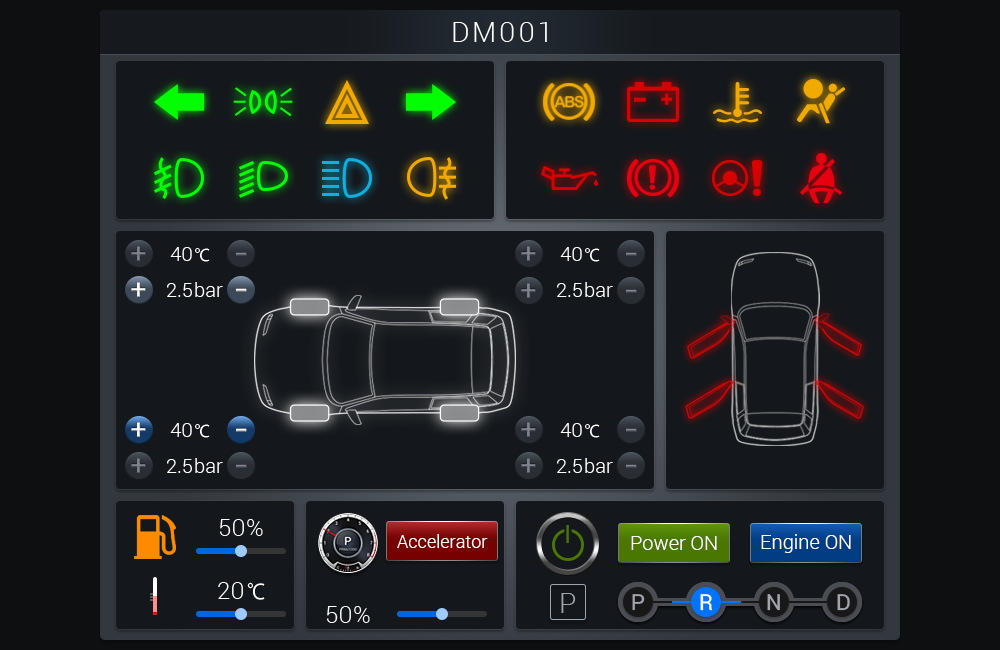 DM001
ABS
40℃
40℃
2.5bar
2.5bar
40℃
40℃
2.5bar
2.5bar
50%
20℃
P
Accelerator
50%
Power ON
Engine ON
P
P R N D